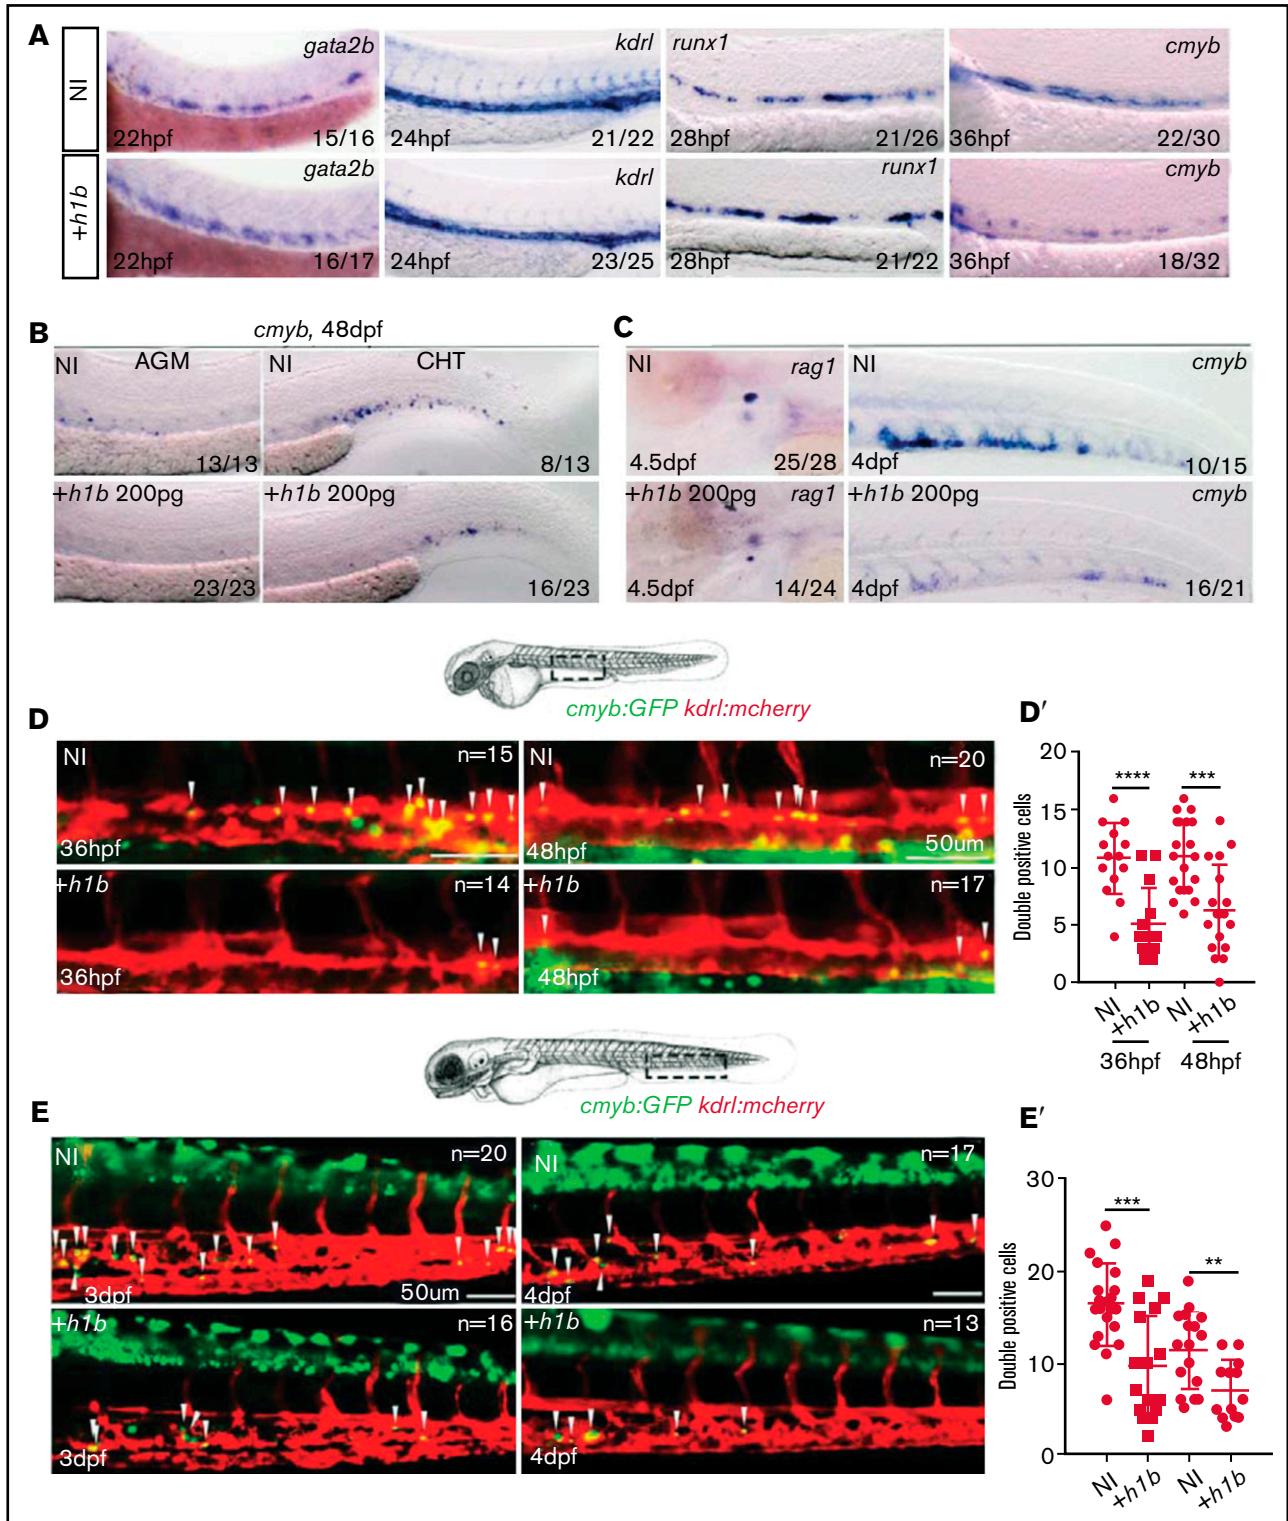 A
NI
gata2b
22hpf
15/16
kdrl
24hpf
21/22
runx1
28hpf
21/26
cmyb
36hpf
22/30
+h1b
gata2b
22hpf
16/17
kdrl
24hpf
23/25
runx1
28hpf
21/22
cmyb
36hpf
18/32
B
cmyb, 48dpf
NI
AGM
13/13
NI
CHT
8/13
+h1b 200pg
23/23
+h1b 200pg
16/23
C
NI
rag1
4.5dpf
25/28
NI
cmyb
4dpf
10/15
+h1b 200pg
rag1
4.5dpf
14/24
+h1b 200pg
cmyb
4dpf
16/21
cmyb:GFP kdrl:mcherry
D
NI
n=15
36hpf
NI
n=20
48hpf
50um
+h1b
n=14
36hpf
+h1b
n=17
48hpf
D'
Double positive cells
20
15
10
5
0
****
***
NI
+h1b
NI
+h1b
36hpf
48hpf
cmyb:GFP kdrl:mcherry
E
NI
n=20
3dpf
50um
NI
n=17
4dpf
+h1b
n=16
3dpf
+h1b
n=13
4dpf
E'
Double positive cells
30
20
10
0
***
**
NI
+h1b
NI
+h1b